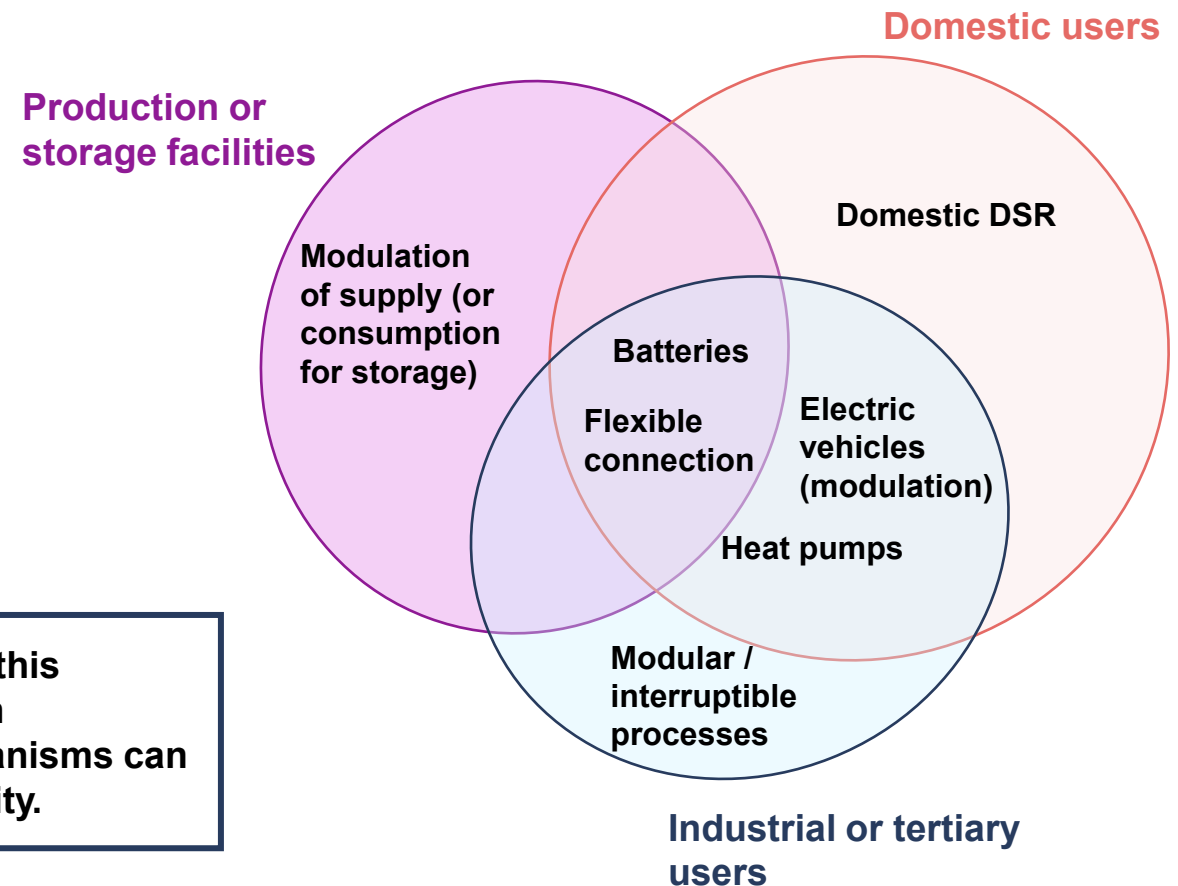 Domestic users
Production or
storage facilities
Domestic DSR
Modulation
of supply (or
consumption
for storage)
Batteries
Flexible
connection
Electric
vehicles
(modulation)
Heat pumps
Modular /
interruptible
processes
this
anisms can
ity.
Industrial or tertiary
users